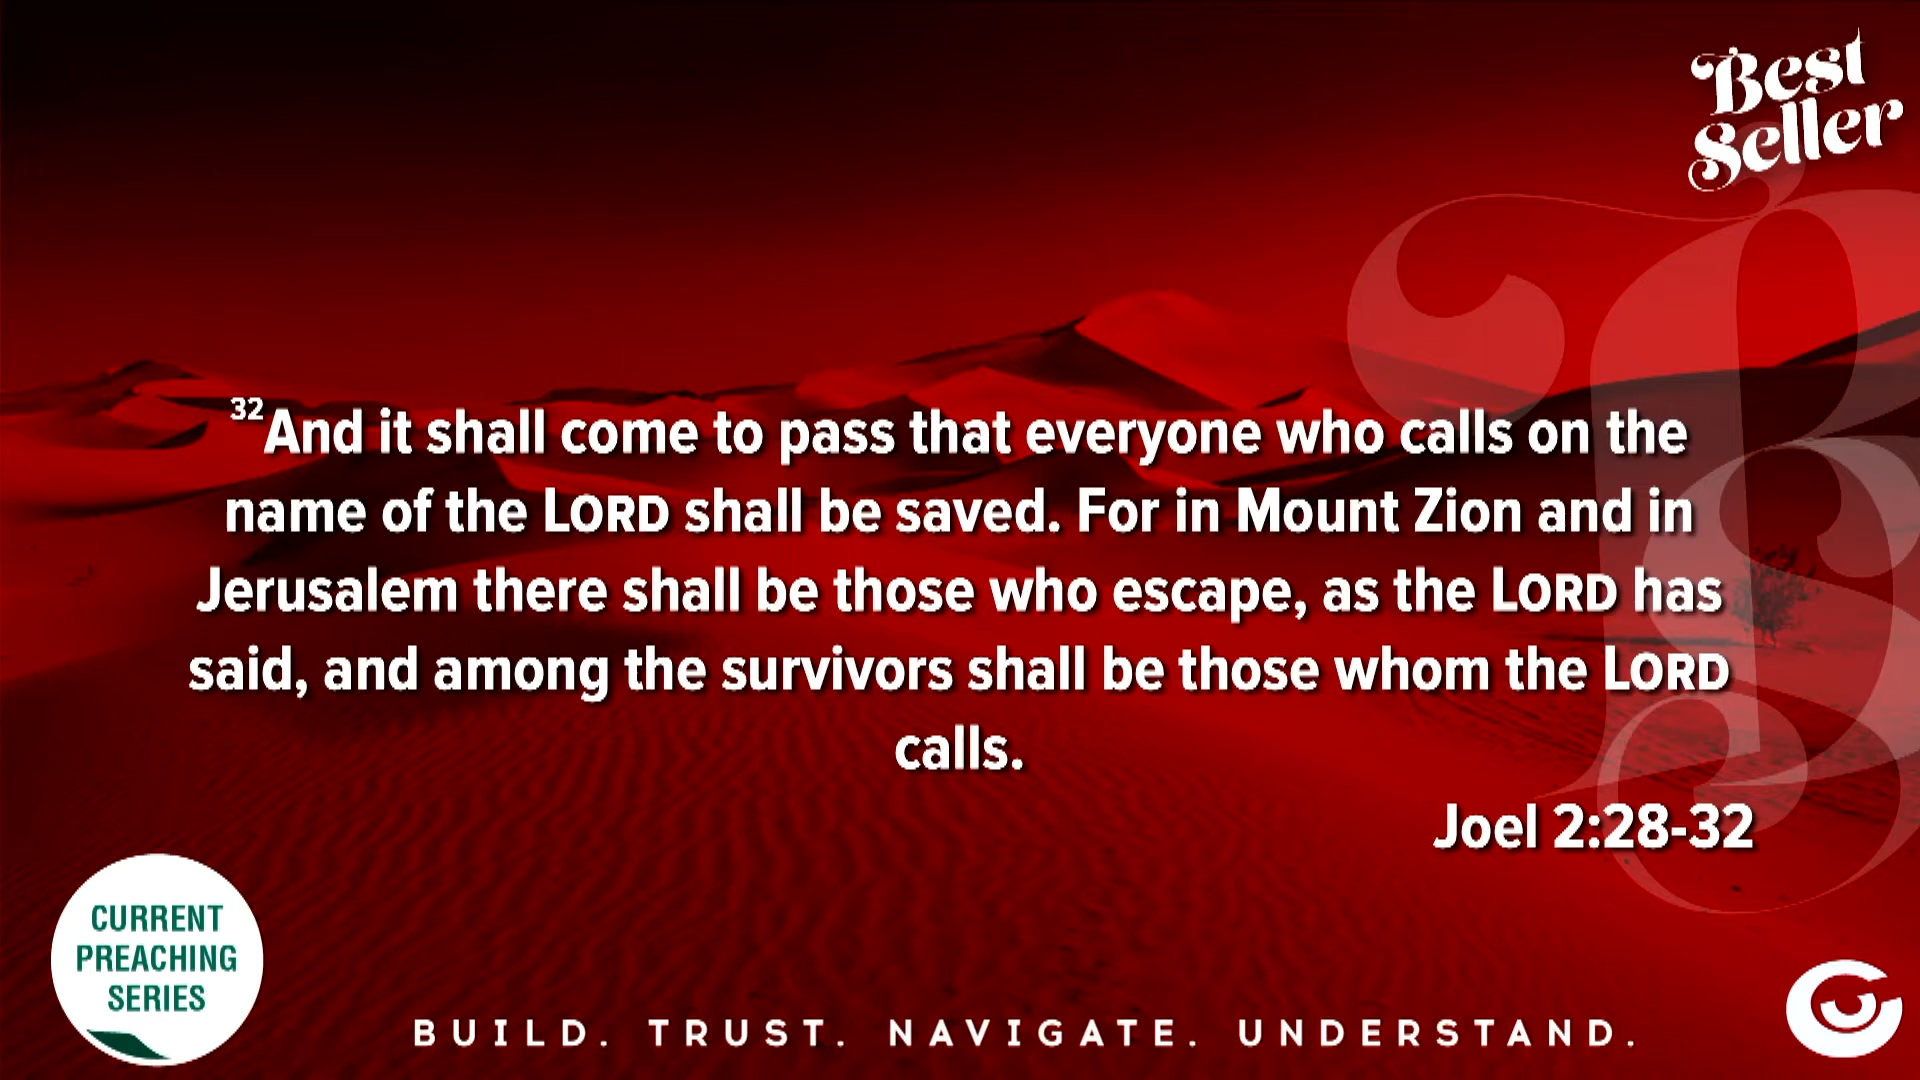 Best
Seller
32And it shall come to pass that everyone who calls on the
name of the LORD shall be saved. For in Mount Zion and in
Jerusalem there shall be those who escape, as the LORD has
said, and among the survivors shall be those whom the LORD
calls.
Joel 2:28-32
CURRENT
PREACHING
SERIES
BUILD. TRUST. NAVIGATE. UNDERSTAND.